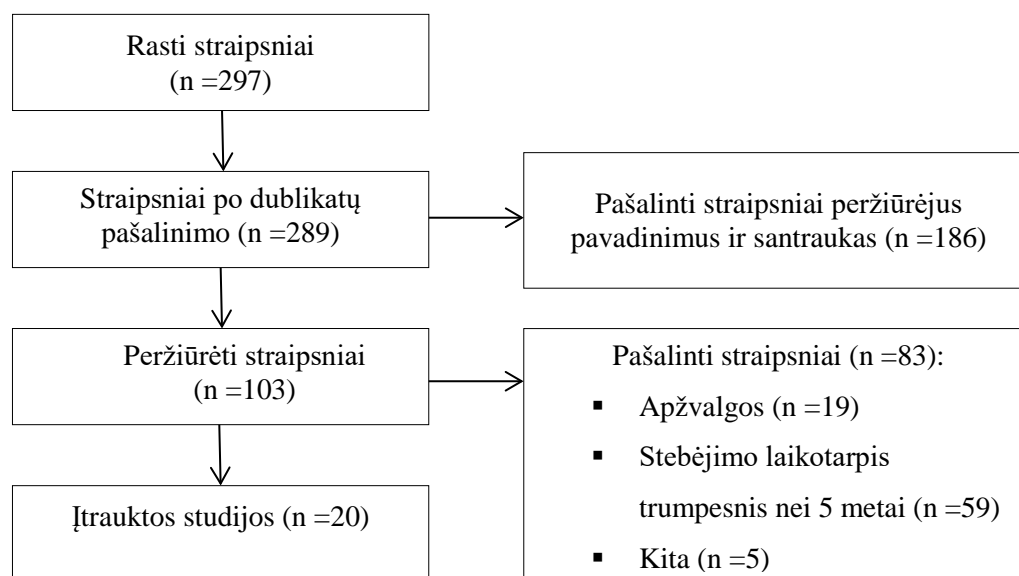 Rasti straipsniai
(n =297)
Straipsniai po dublikatų
pašalinimo (n =289)
Pašalinti straipsniai peržiūrėjus
pavadinimus ir santraukas (n =186)
Peržiūrėti straipsniai
(n =103)
Pašalinti straipsniai (n =83):
▪ Apžvalgos (n =19)
▪ Stebėjimo laikotarpis
trumpesnis nei 5 metai (n =59)
▪ Kita (n =5)
Įtrauktos studijos (n =20)